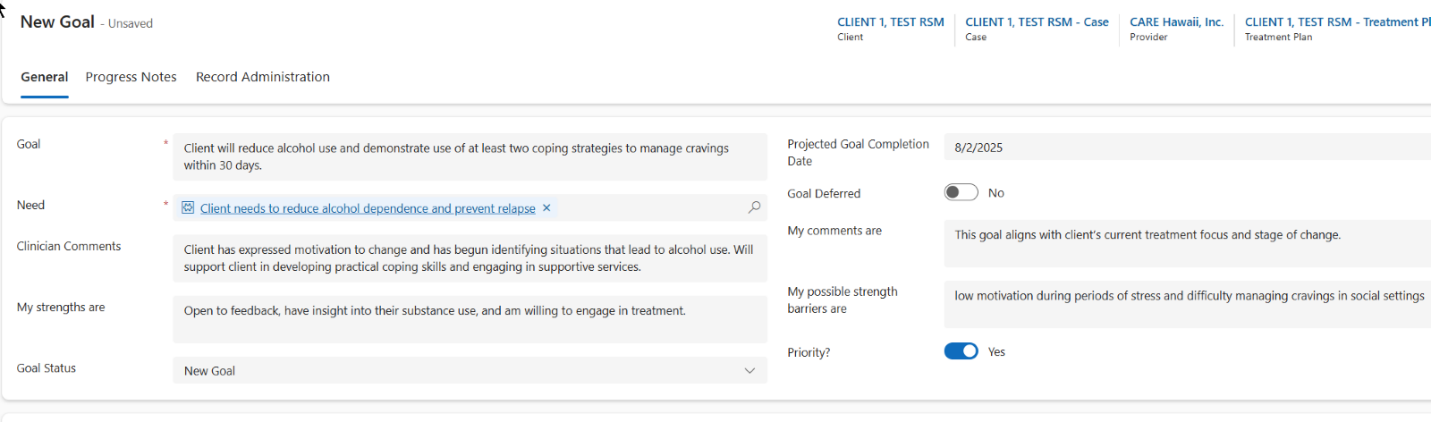 New Goal - Unsaved
CLIENT 1, TEST RSM
Client
CLIENT 1, TEST RSM - Case
Case
CARE Hawaii, Inc.
Provider
CLIENT 1, TEST RSM - Treatment Pl
Treatment Plan
General Progress Notes Record Administration
Goal *
Client will reduce alcohol use and demonstrate use of at least two coping strategies to manage cravings
within 30 days.
Need *
Client needs to reduce alcohol dependence and prevent relapse ×
Clinician Comments
Client has expressed motivation to change and has begun identifying situations that lead to alcohol use. Will
support client in developing practical coping skills and engaging in supportive services.
My strengths are
Open to feedback, have insight into their substance use, and am willing to engage in treatment.
Goal Status
New Goal
Projected Goal Completion
Date
8/2/2025
Goal Deferred
No
My comments are
This goal aligns with client's current treatment focus and stage of change.
My possible strength
barriers are
low motivation during periods of stress and difficulty managing cravings in social settings
Priority?
Yes